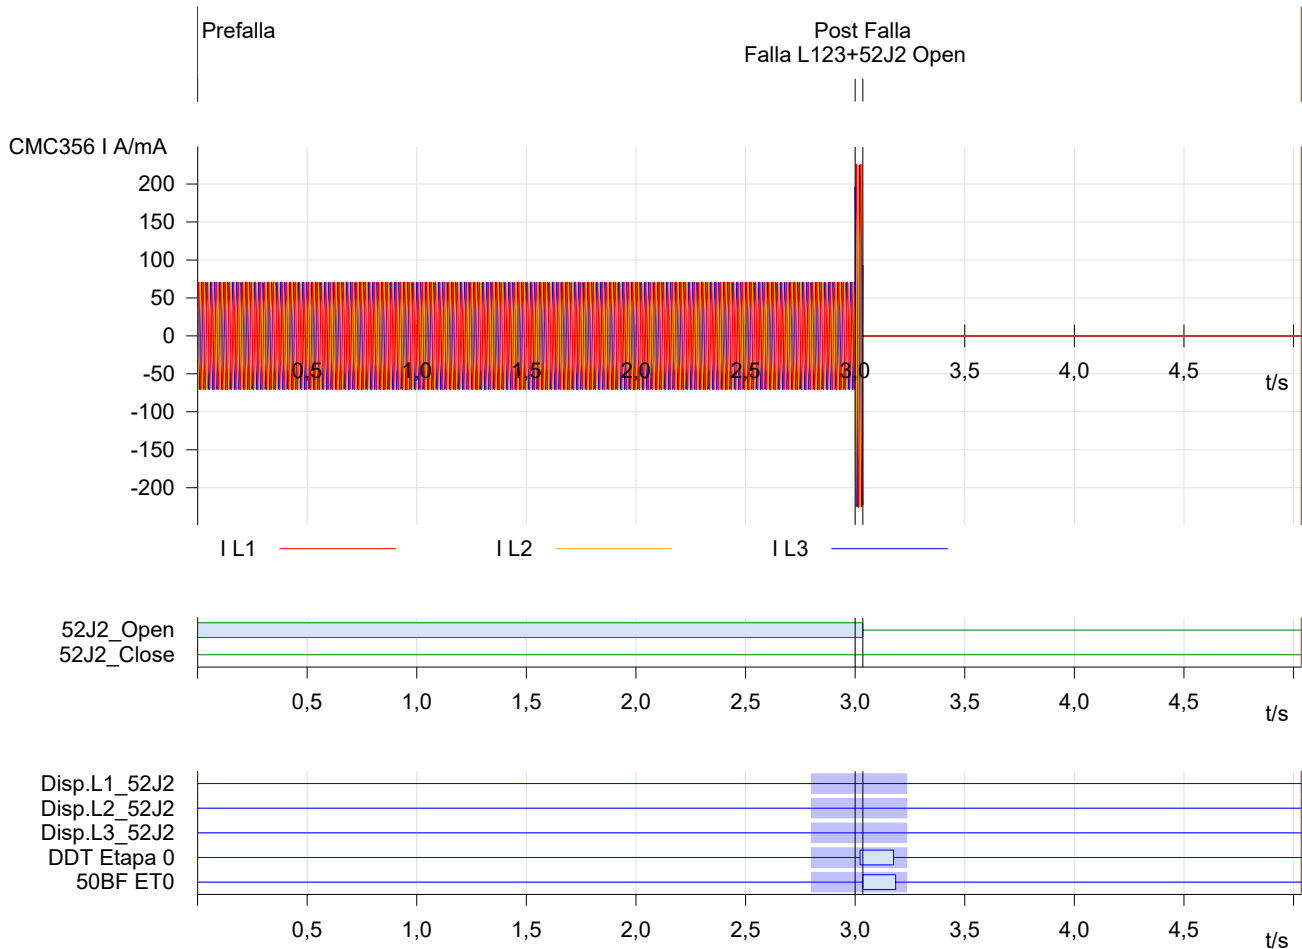 Prefalla
Post Falla
Falla L123+52J2 Open
CMC356 I A/mA
200
150
100
50
0
-50
-100
-150
-200
0,5 1,0 1,5 2,0 2,5 3,0 3,5 4,0 4,5 t/s
I L1 I L2 I L3
52J2_Open
52J2_Close
0,5 1,0 1,5 2,0 2,5 3,0 3,5 4,0 4,5 t/s
Disp.L1_52J2
Disp.L2_52J2
Disp.L3_52J2
DDT Etapa 0
50BF ET0
0,5 1,0 1,5 2,0 2,5 3,0 3,5 4,0 4,5 t/s